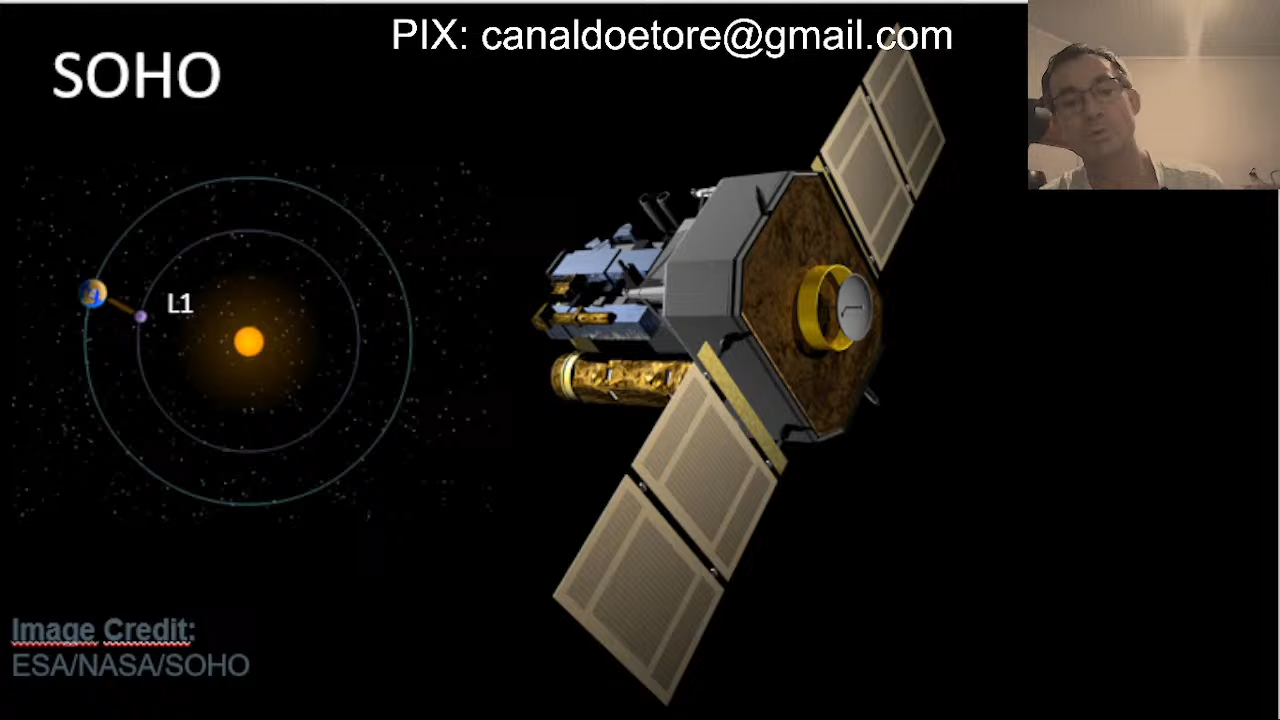 PIX: canaldoetore@gmail.com
SOHO
L1
Image Credit:
ESA/NASA/SOHO